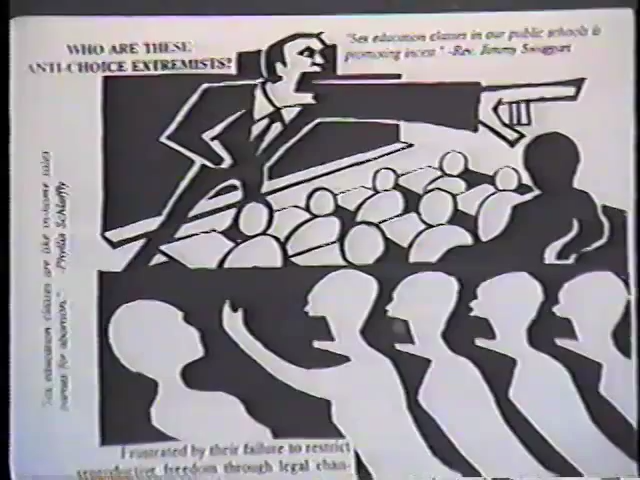 WHO ARE THESE
ANTI-CHOICE EXTREMISTS?
"Sex education classes in our public schools is
promoting incest." -Rev. Jimmy Swaggart
"Sex education classes are like in-home sales
parties for abortion." -Phyllis Schlafly
Frustrated by their failure to restrict
reproductive freedom through legal chan-